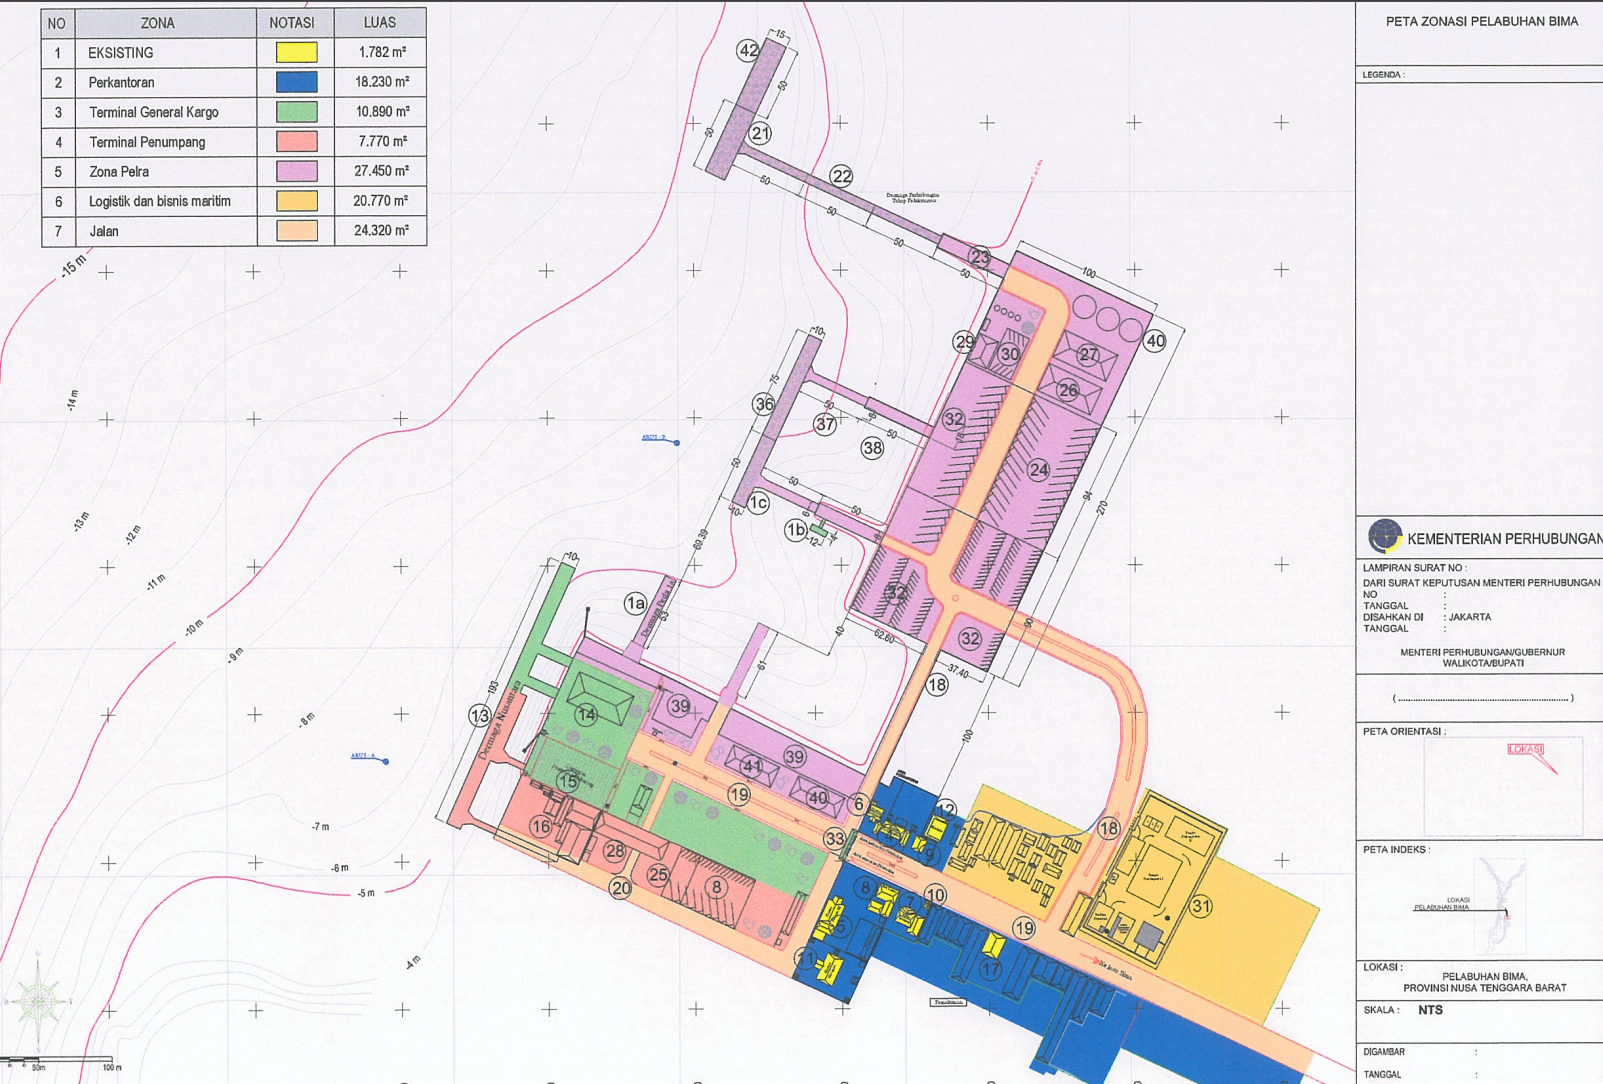 NO ZONA NOTASI LUAS
1 EKSISTING 1.782 m²
2 Perkantoran 18.230 m²
3 Terminal General Kargo 10.890 m²
4 Terminal Penumpang 7.770 m²
5 Zona Pelra 27.450 m²
6 Logistik dan bisnis maritim 20.770 m²
7 Jalan 24.320 m²
PETA ZONASI PELABUHAN BIMA
LEGENDA :
KEMENTERIAN PERHUBUNGAN
LAMPIRAN SURAT NO :
DARI SURAT KEPUTUSAN MENTERI PERHUBUNGAN
NO :
TANGGAL :
DISAHKAN DI : JAKARTA
TANGGAL :
MENTERI PERHUBUNGAN/GUBERNUR
WALIKOTA/BUPATI
(..............................................)
PETA ORIENTASI :
LOKASI
PETA INDEKS :
LOKASI
PELABUHAN BIMA
LOKASI :
PELABUHAN BIMA,
PROVINSI NUSA TENGGARA BARAT
SKALA : NTS
DIGAMBAR :
TANGGAL :
-15 m
-14 m
-13 m
-12 m
-11 m
-10 m
-9 m
-8 m
-7 m
-6 m
-5 m
-4 m
50m 100 m
42
15
50
50
21
22
50
50
50
50
23
100
29
30
27
40
26
32
24
94
270
10
75
36
50
37
50
38
50
1c
50
1b
12
6
50
69.39
10
1a
53
32
40
62.60
32
90
37.40
18
100
61
193
13
Dermaga Nusantara
14
39
39
41
40
19
15
16
28
25
8
20
6
33
12
9
8
7
10
5
11
17
19
18
31